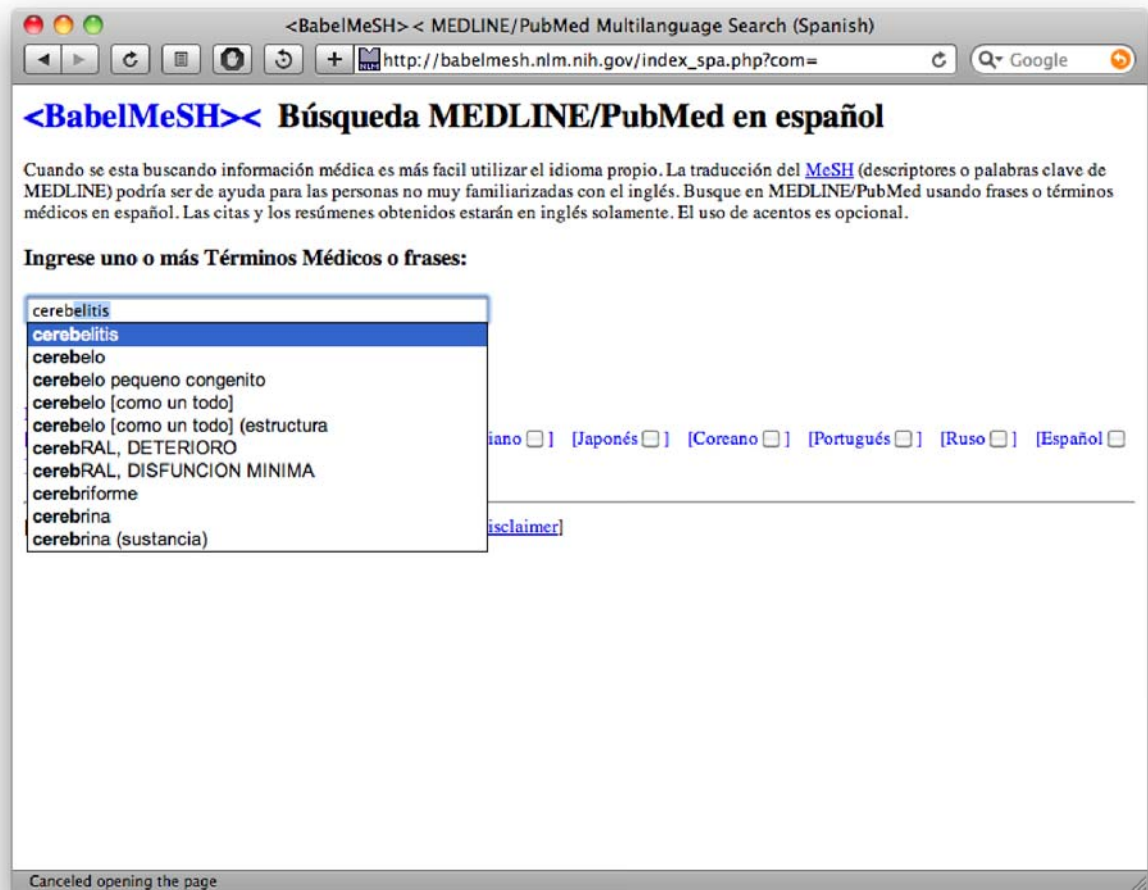 <BabelMeSH>< MEDLINE/PubMed Multilanguage Search (Spanish)
NLM http://babelmesh.nlm.nih.gov/index_spa.php?com= Google
<BabelMeSH>< Búsqueda MEDLINE/PubMed en español
Cuando se esta buscando información médica es más facil utilizar el idioma propio. La traducción del MeSH (descriptores o palabras clave de
MEDLINE) podría ser de ayuda para las personas no muy familiarizadas con el inglés. Busque en MEDLINE/PubMed usando frases o términos
médicos en español. Las citas y los resúmenes obtenidos estarán en inglés solamente. El uso de acentos es opcional.
Ingrese uno o más Términos Médicos o frases:
cerebelitis
cerebelitis
cerebelo
cerebelo pequeno congenito
cerebelo [como un todo]
cerebelo [como un todo] (estructura
cerebRAL, DETERIORO
iano ] [Japonés ] [Coreano ] [Portugués ] [Ruso ] [Español
cerebRAL, DISFUNCION MINIMA
cerebriforme
cerebrina
isclaimer]
cerebrina (sustancia)
Canceled opening the page